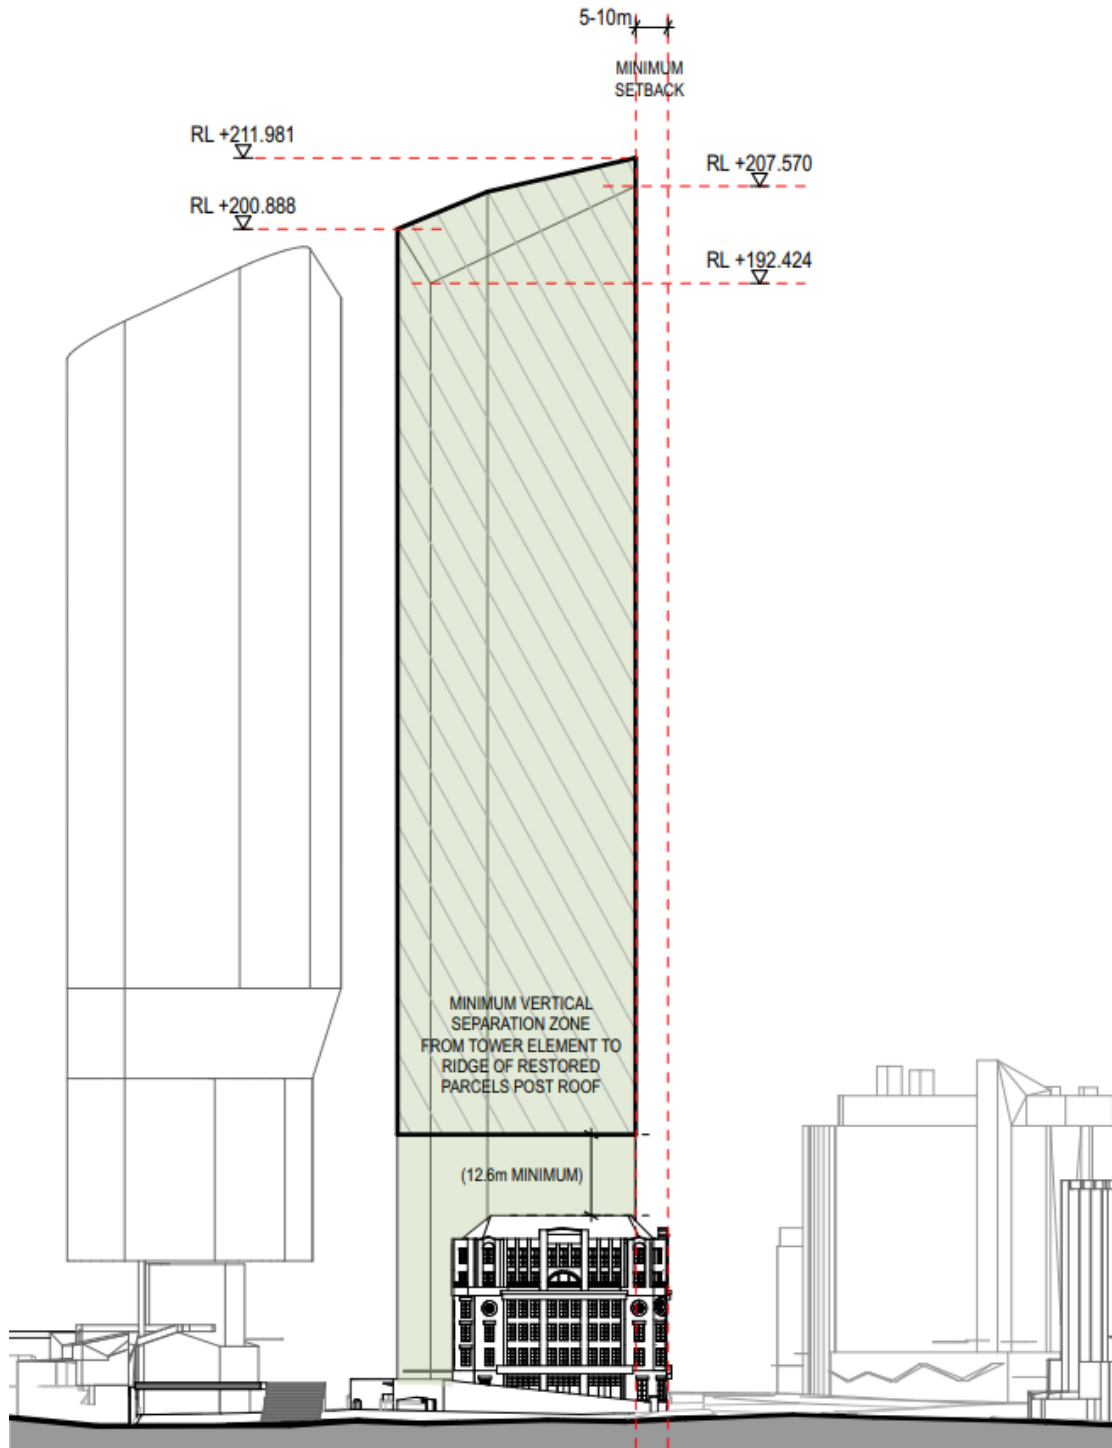 5-10m
MINIMUM
SETBACK
RL +211.981
RL +207.570
RL +200.888
RL +192.424
MINIMUM VERTICAL
SEPARATION ZONE
FROM TOWER ELEMENT TO
RIDGE OF RESTORED
PARCELS POST ROOF
(12.6m MINIMUM)